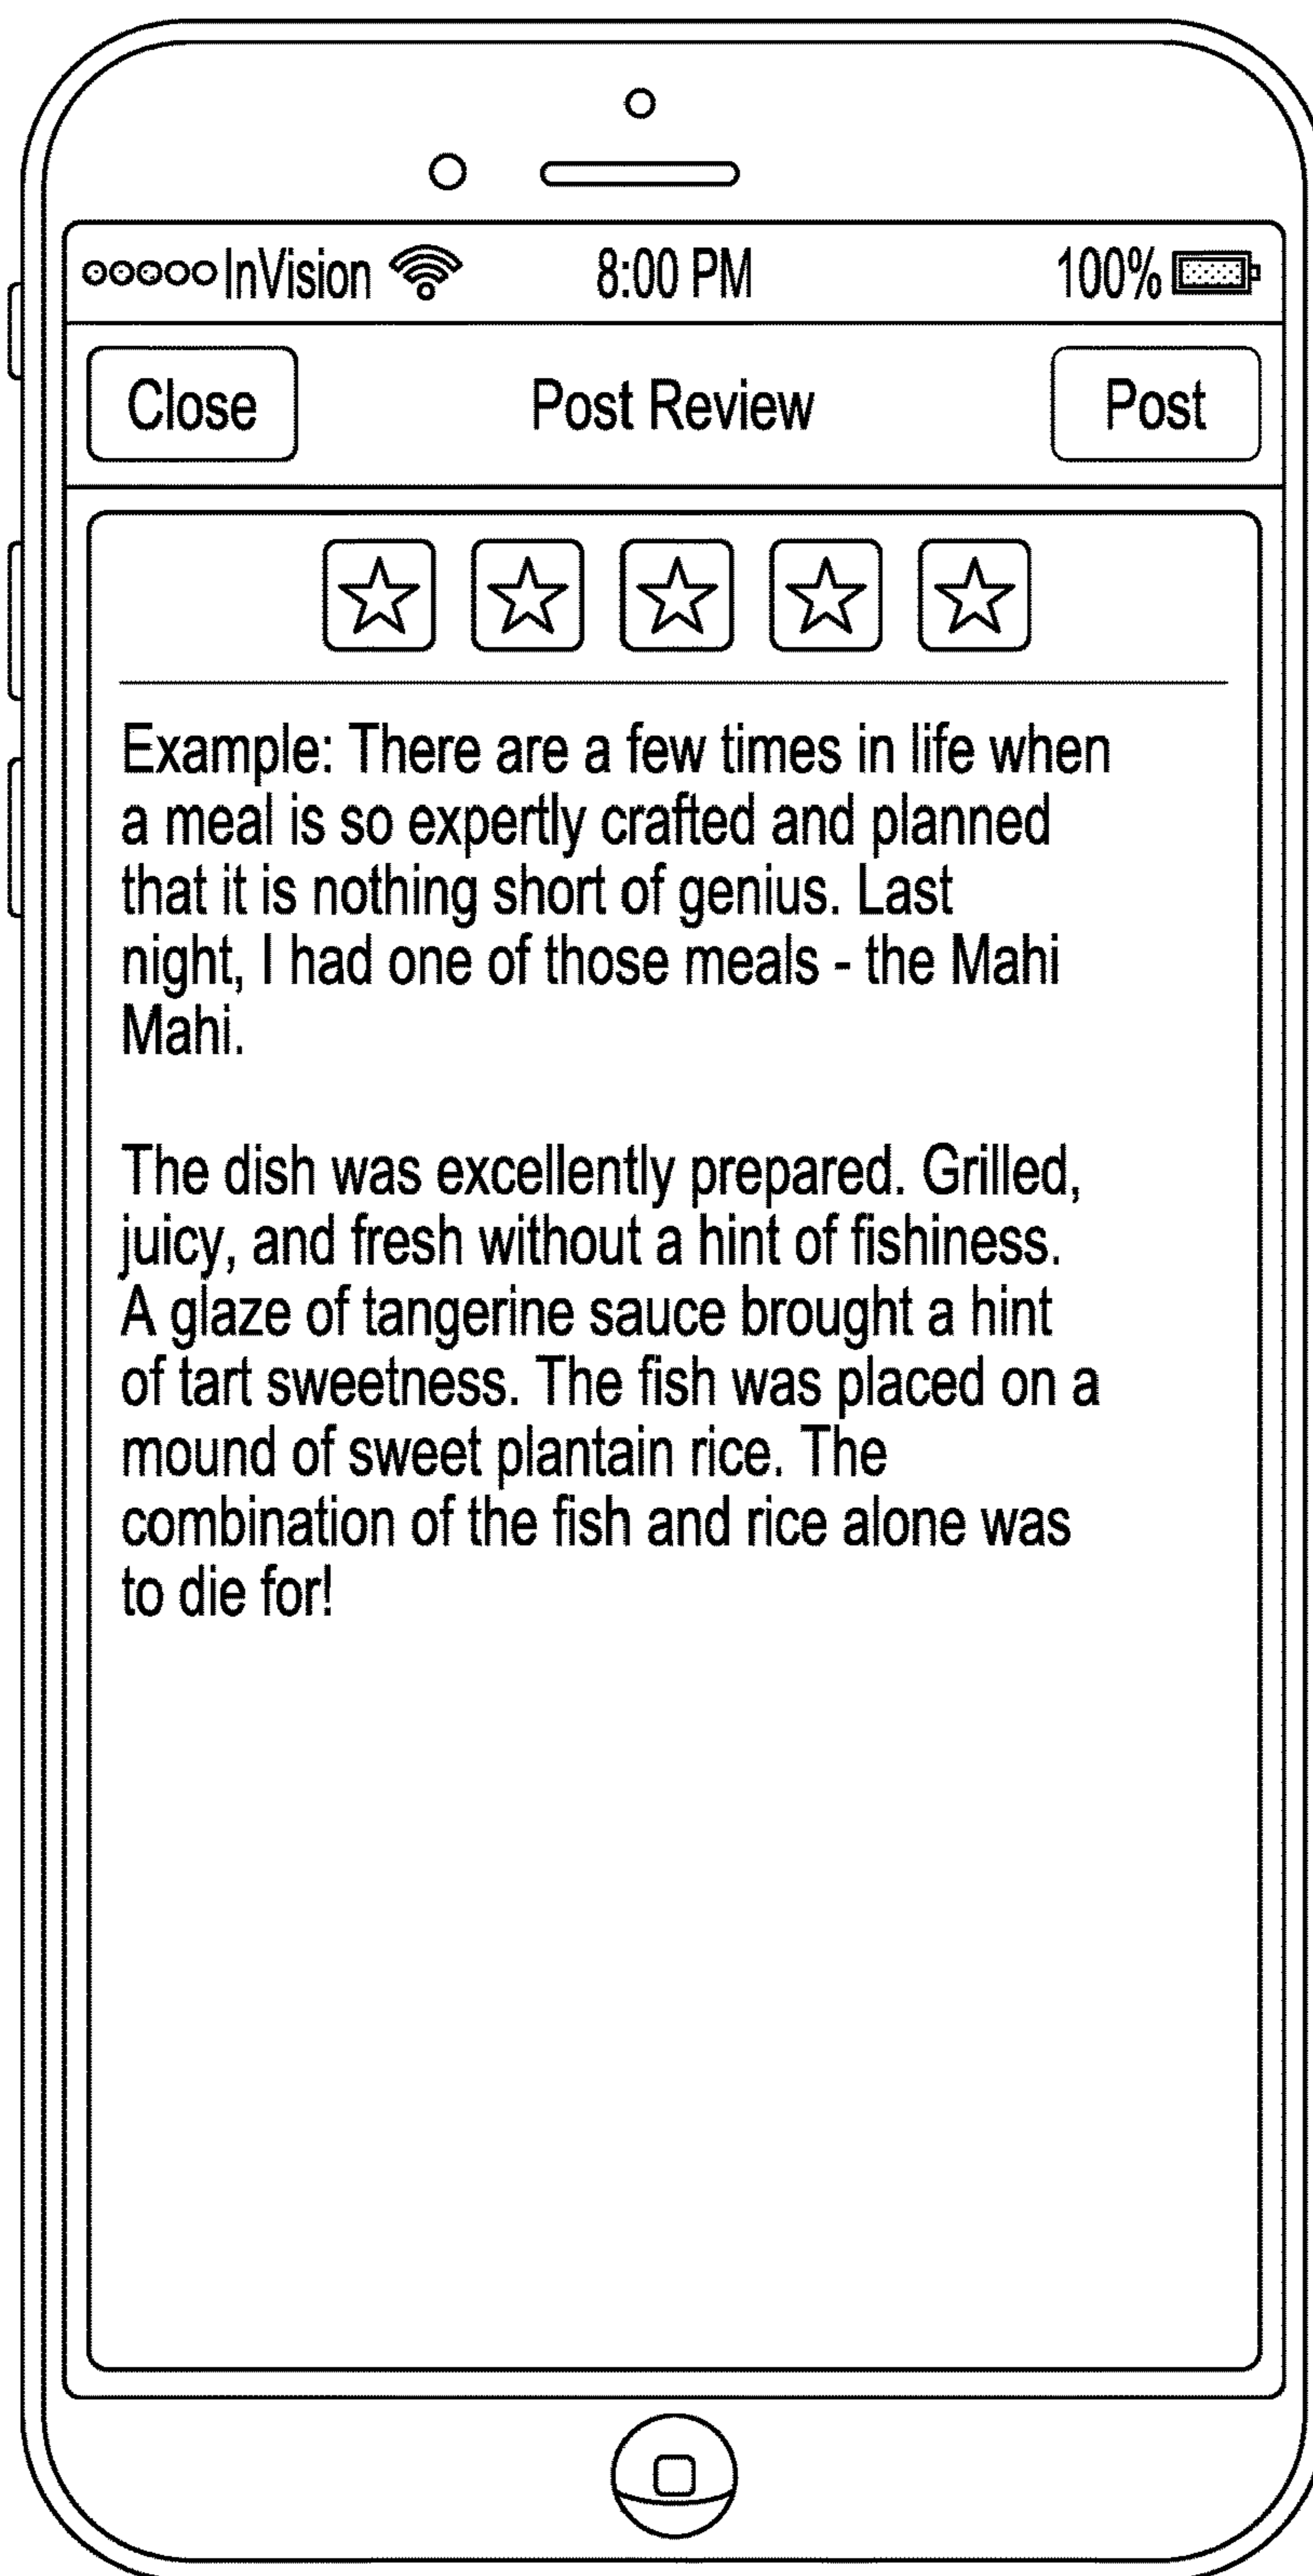 InVision 8:00 PM 100%
Close Post Review Post
Example: There are a few times in life when
a meal is so expertly crafted and planned
that it is nothing short of genius. Last
night, I had one of those meals - the Mahi
Mahi.
The dish was excellently prepared. Grilled,
juicy, and fresh without a hint of fishiness.
A glaze of tangerine sauce brought a hint
of tart sweetness. The fish was placed on a
mound of sweet plantain rice. The
combination of the fish and rice alone was
to die for!